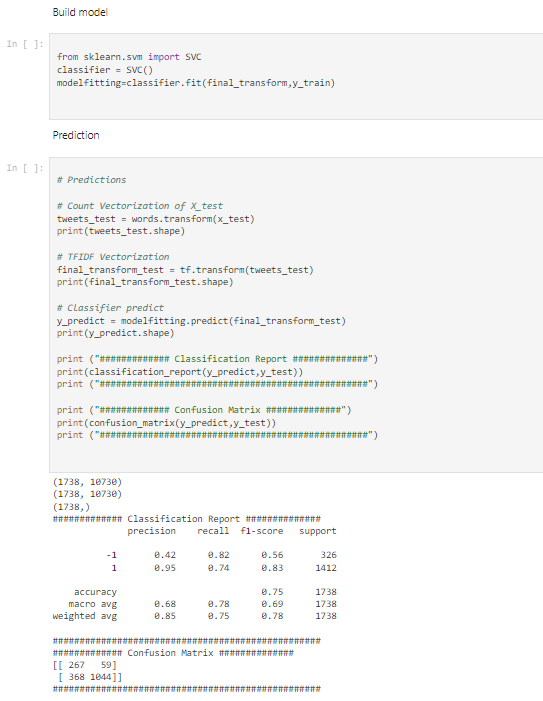 Build model
In [ ]:
from sklearn.svm import SVC
classifier = SVC()
modelfitting=classifier.fit(final_transform,y_train)
Prediction
In [ ]:
# Predictions
# Count Vectorization of X_test
tweets_test = words.transform(x_test)
print(tweets_test.shape)
# TFIDF Vectorization
final_transform_test = tf.transform(tweets_test)
print(final_transform_test.shape)
# Classifier predict
y_predict = modelfitting.predict(final_transform_test)
print(y_predict.shape)
print ("############# Classification Report ##############")
print(classification_report(y_predict,y_test))
print ("##################################################")
print ("############# Confusion Matrix ##############")
print(confusion_matrix(y_predict,y_test))
print ("##################################################")
(1738, 10730)
(1738, 10730)
(1738,)
############# Classification Report ##############
precision recall f1-score support
-1 0.42 0.82 0.56 326
1 0.95 0.74 0.83 1412
accuracy 0.75 1738
macro avg 0.68 0.78 0.69 1738
weighted avg 0.85 0.75 0.78 1738
##################################################
############# Confusion Matrix ##############
[[ 267 59]
[ 368 1044]]
##################################################